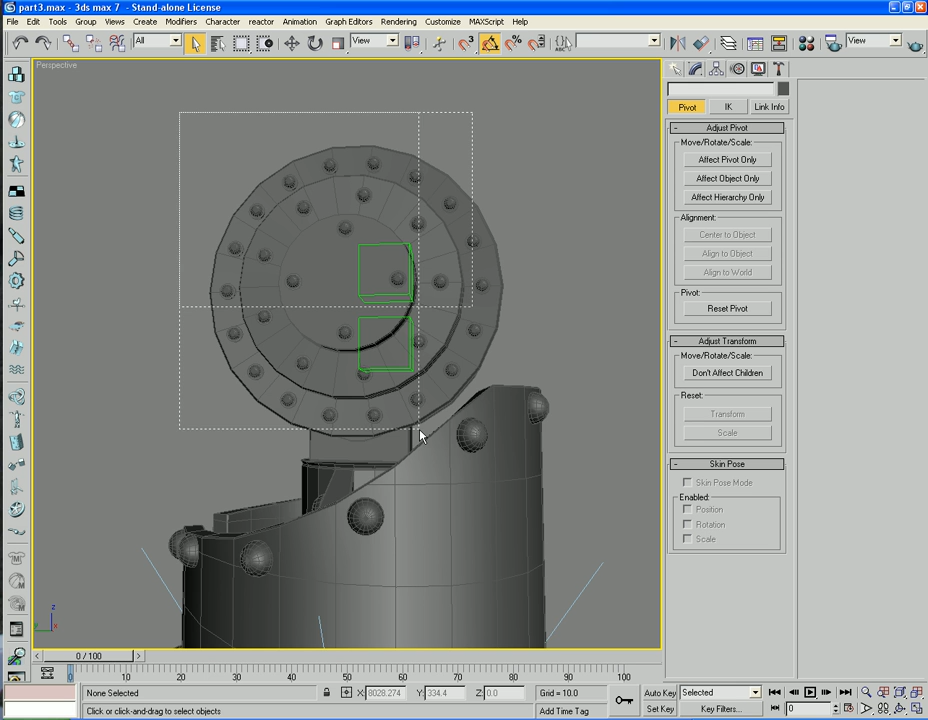 part3.max - 3ds max 7 - Stand-alone License
File Edit Tools Group Views Create Modifiers Character reactor Animation Graph Editors Rendering Customize MAXScript Help
All View 3 % ABC View
Perspective
Pivot IK Link Info
- Adjust Pivot
Move/Rotate/Scale:
Affect Pivot Only
Affect Object Only
Affect Hierarchy Only
Alignment:
Center to Object
Align to Object
Align to World
Pivot:
Reset Pivot
- Adjust Transform
Move/Rotate/Scale:
Don't Affect Children
Reset:
Transform
Scale
- Skin Pose
Skin Pose Mode
Enabled:
Position
Rotation
Scale
z
y x
< 0 / 100 >
0 10 20 30 40 50 60 70 80 90 100
None Selected X: 8028.274 Y: 334.4 Z: 0.0 Grid = 10.0 Auto Key Selected
Click or click-and-drag to select objects Add Time Tag Set Key Key Filters... 0